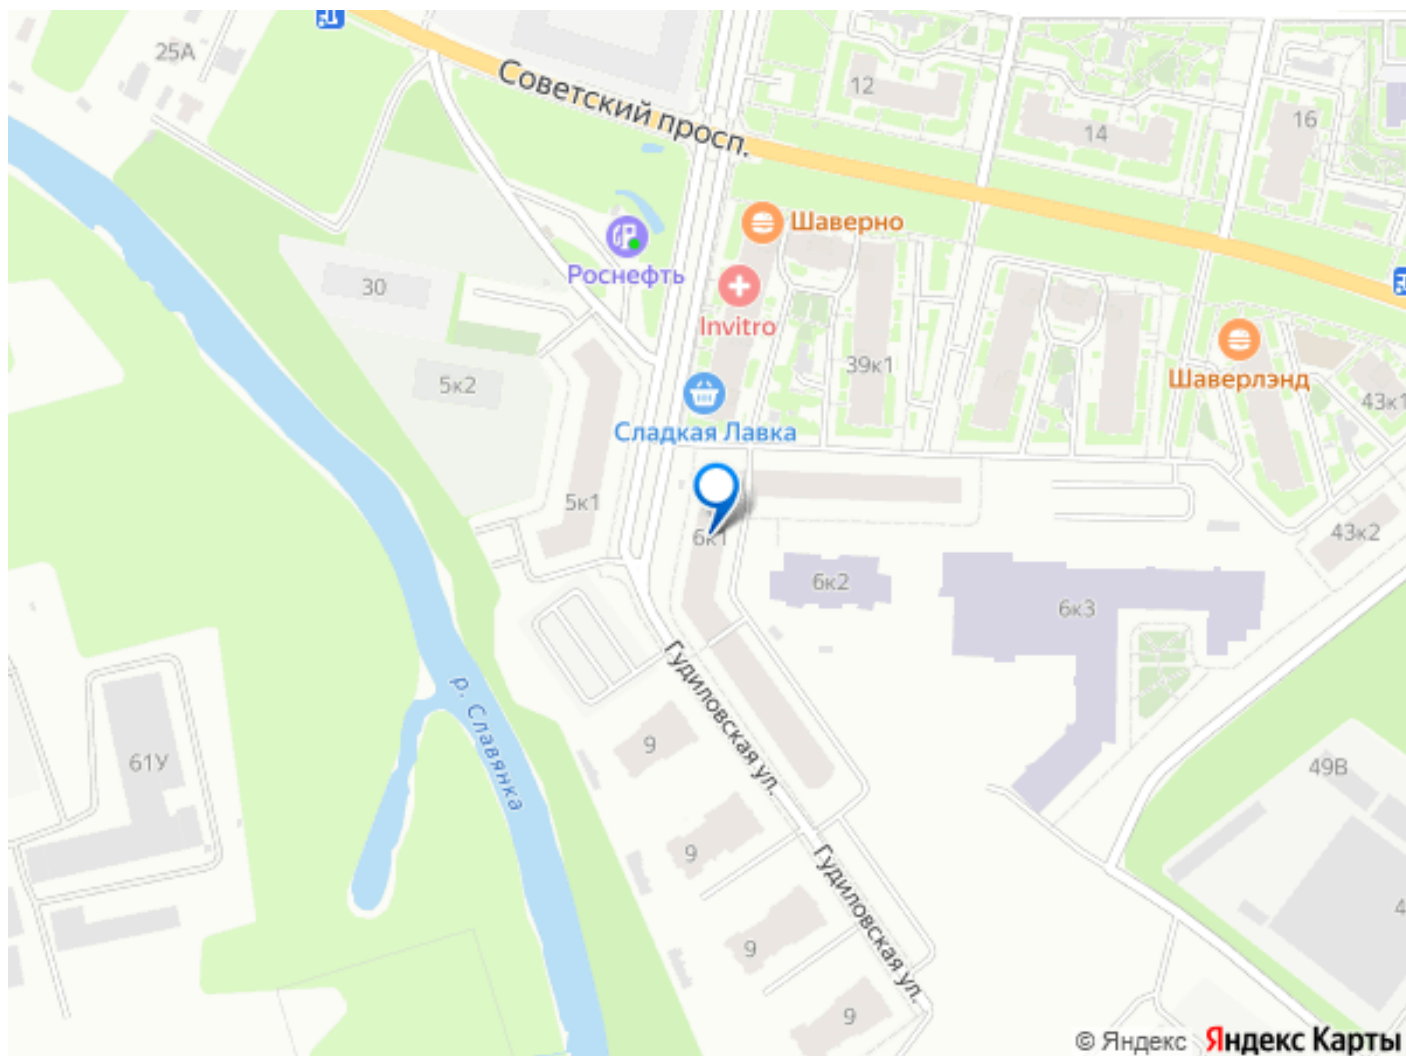 25А
Советский просп.
12
14
16
Шаверно
Роснефть
Invitro
30
5к2
39к1
Шаверлэнд
43к1
Сладкая Лавка
5к1
6к1
43к2
6к2
6к3
Гудиловская ул.
р. Славянка
9
61У
49В
9
Гудиловская ул.
9
4
9
© Яндекс Яндекс Карты